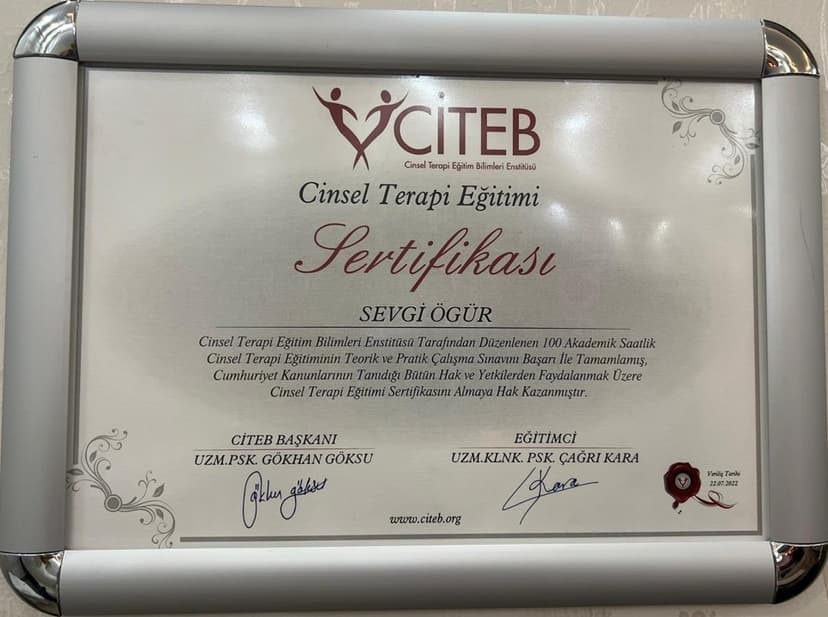 CİTEB
Cinsel Terapi Eğitim Bilimleri Enstitüsü
Cinsel Terapi Eğitimi
Sertifikası
SEVGİ ÖGÜR
Cinsel Terapi Eğitim Bilimleri Enstitüsü Tarafından Düzenlenen 100 Akademik Saatlik
Cinsel Terapi Eğitiminin Teorik ve Pratik Çalışma Sınavını Başarı İle Tamamlamış,
Cumhuriyet Kanunlarının Tanıdığı Bütün Hak ve Yetkilerden Faydalanmak Üzere
Cinsel Terapi Eğitimi Sertifikasını Almaya Hak Kazanmıştır.
CİTEB BAŞKANI
UZM.PSK. GÖKHAN GÖKSU
Gökhan göksu
EĞİTİMCİ
UZM.KLNK. PSK. ÇAĞRI KARA
Kara
Veriliş Tarihi
22.07.2022
www.citeb.org